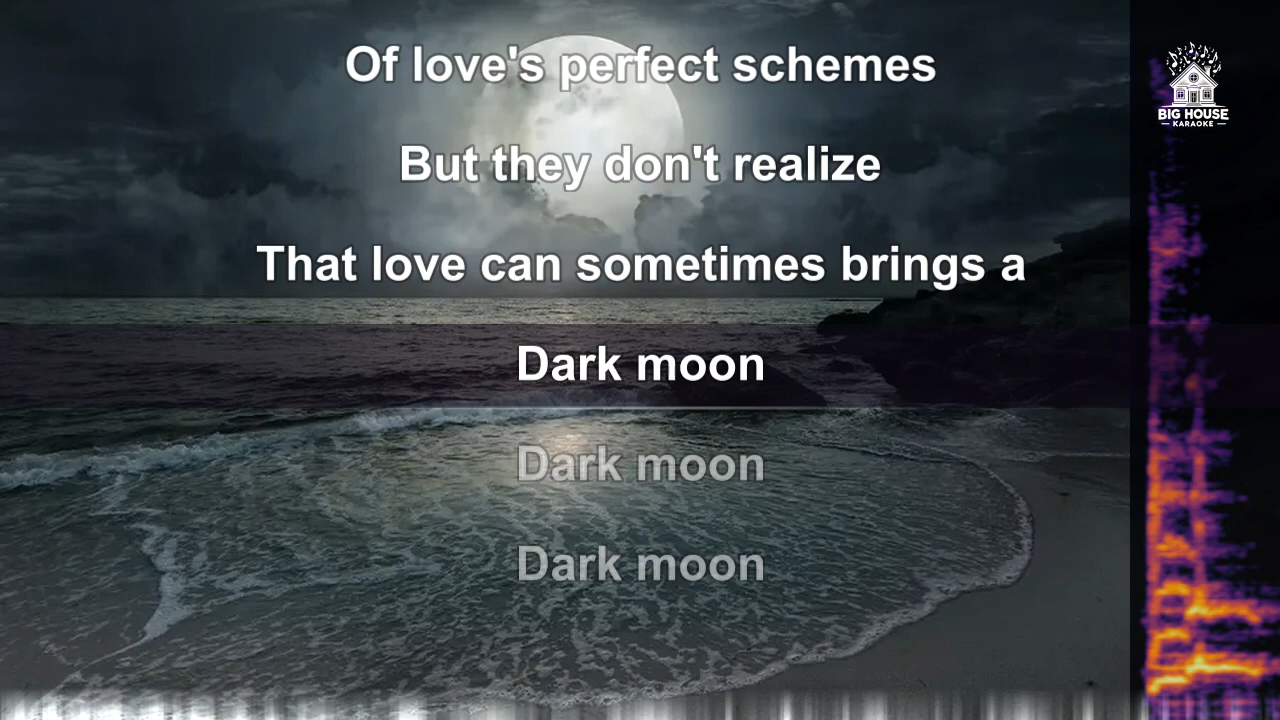 Of love's perfect schemes
But they don't realize
That love can sometimes brings a
Dark moon
Dark moon
Dark moon
BIG HOUSE
KARAOKE